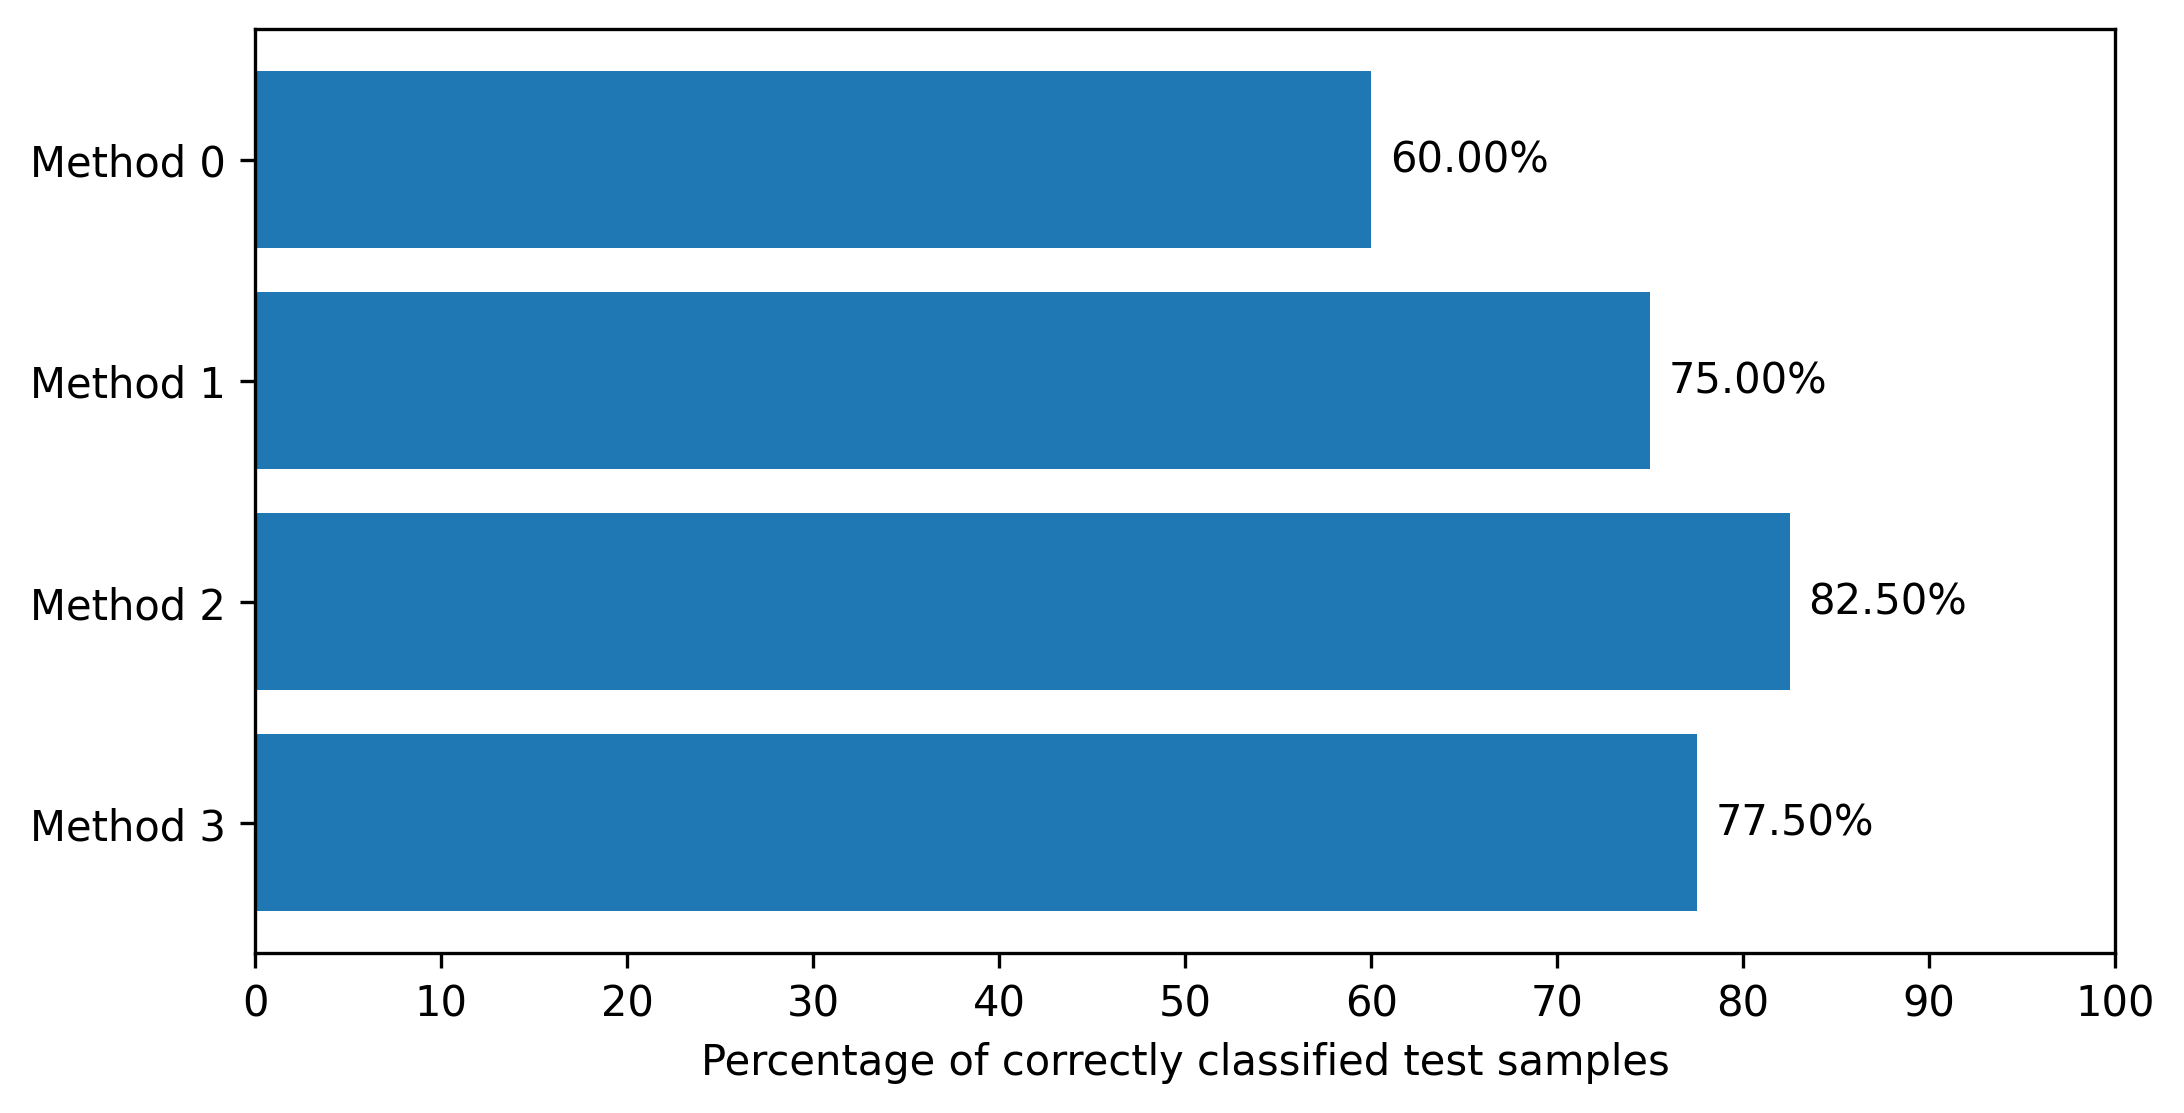 Method 0
60.00%
Method 1
75.00%
Method 2
82.50%
Method 3
77.50%
0 10 20 30 40 50 60 70 80 90 100
Percentage of correctly classified test samples